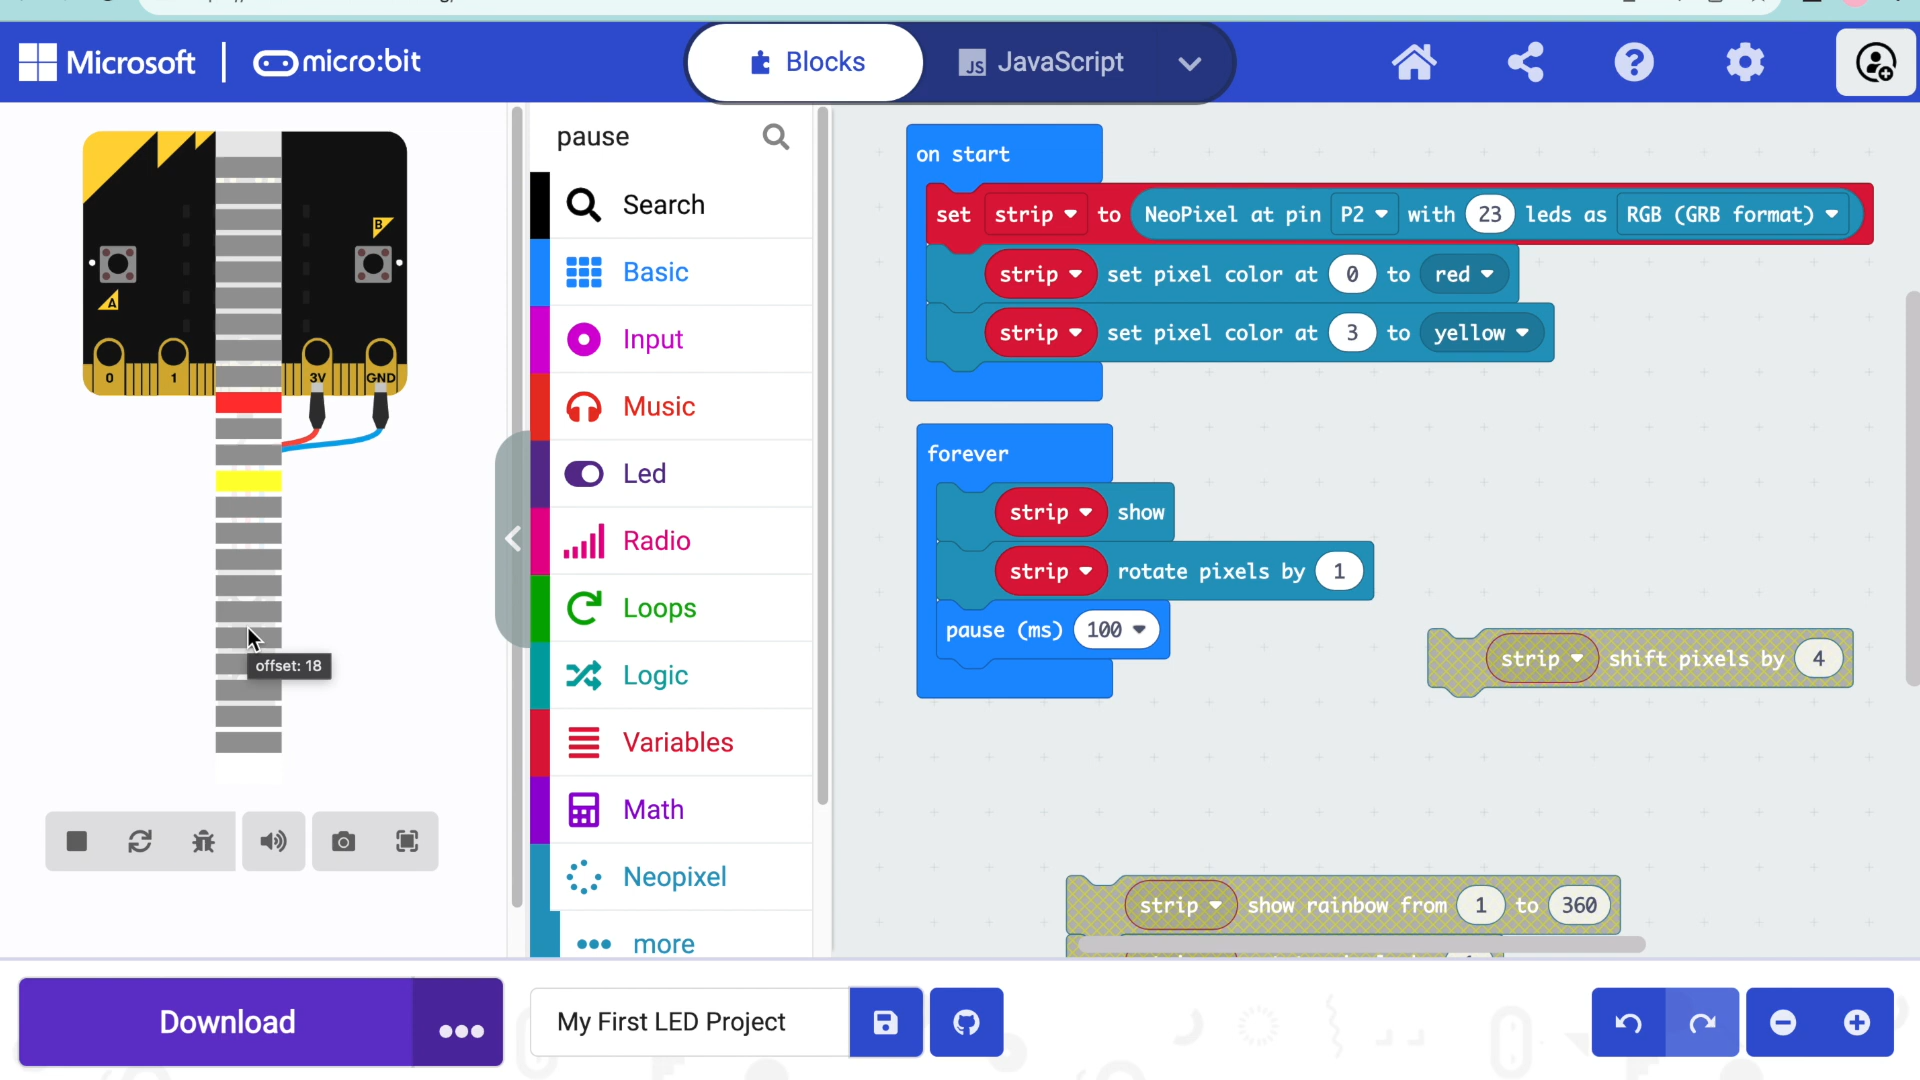 Microsoft
micro:bit
Blocks
JS JavaScript
B
A
0 1 3V GND
offset: 18
pause
Search
Basic
Input
Music
Led
Radio
Loops
Logic
Variables
Math
Neopixel
more
on start
set strip to NeoPixel at pin P2 with 23 leds as RGB (GRB format)
strip set pixel color at 0 to red
strip set pixel color at 3 to yellow
forever
strip show
strip rotate pixels by 1
pause (ms) 100
strip shift pixels by 4
strip show rainbow from 1 to 360
Download
My First LED Project